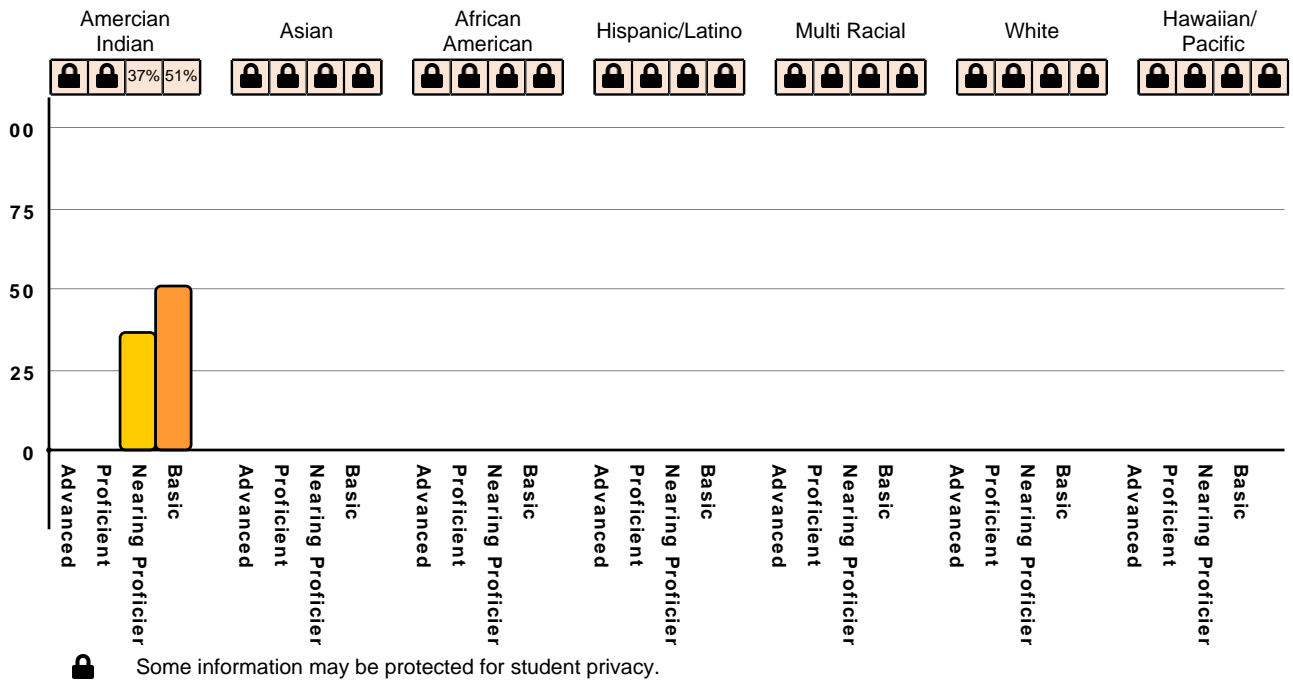 Amercian
Indian
Asian
African
American
Hispanic/Latino
Multi Racial
White
Hawaiian/
Pacific
37% 51%
00
75
50
25
0
Advanced
Proficient
Nearing Proficier
Basic
Advanced
Proficient
Nearing Proficier
Basic
Advanced
Proficient
Nearing Proficier
Basic
Advanced
Proficient
Nearing Proficier
Basic
Advanced
Proficient
Nearing Proficier
Basic
Advanced
Proficient
Nearing Proficier
Basic
Advanced
Proficient
Nearing Proficier
Basic
Some information may be protected for student privacy.